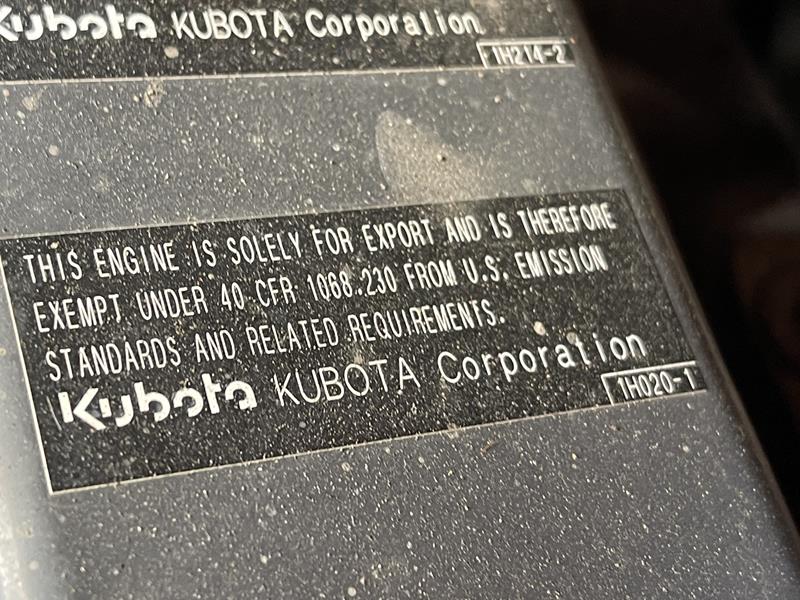 Kubota KUBOTA Corporation
1H214-2
THIS ENGINE IS SOLELY FOR EXPORT AND IS THEREFORE
EXEMPT UNDER 40 CFR 1068.230 FROM U.S. EMISSION
STANDARDS AND RELATED REQUIREMENTS.
Kubota KUBOTA Corporation
1H020-1